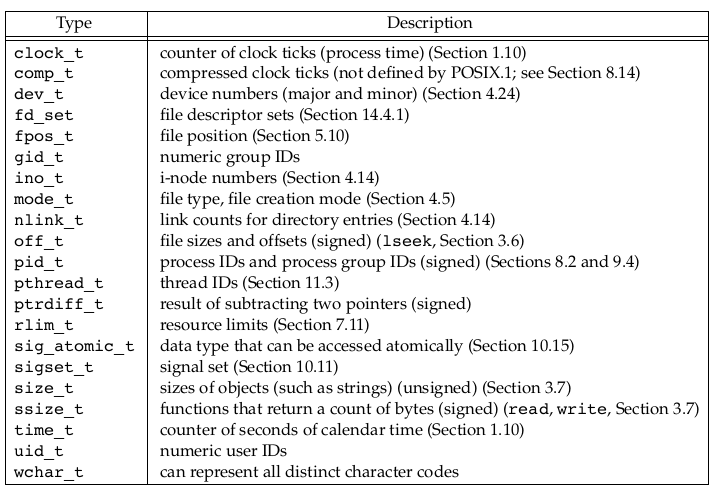 Type Description
clock_t counter of clock ticks (process time) (Section 1.10)
comp_t compressed clock ticks (not defined by POSIX.1; see Section 8.14)
dev_t device numbers (major and minor) (Section 4.24)
fd_set file descriptor sets (Section 14.4.1)
fpos_t file position (Section 5.10)
gid_t numeric group IDs
ino_t i-node numbers (Section 4.14)
mode_t file type, file creation mode (Section 4.5)
nlink_t link counts for directory entries (Section 4.14)
off_t file sizes and offsets (signed) (lseek, Section 3.6)
pid_t process IDs and process group IDs (signed) (Sections 8.2 and 9.4)
pthread_t thread IDs (Section 11.3)
ptrdiff_t result of subtracting two pointers (signed)
rlim_t resource limits (Section 7.11)
sig_atomic_t data type that can be accessed atomically (Section 10.15)
sigset_t signal set (Section 10.11)
size_t sizes of objects (such as strings) (unsigned) (Section 3.7)
ssize_t functions that return a count of bytes (signed) (read, write, Section 3.7)
time_t counter of seconds of calendar time (Section 1.10)
uid_t numeric user IDs
wchar_t can represent all distinct character codes